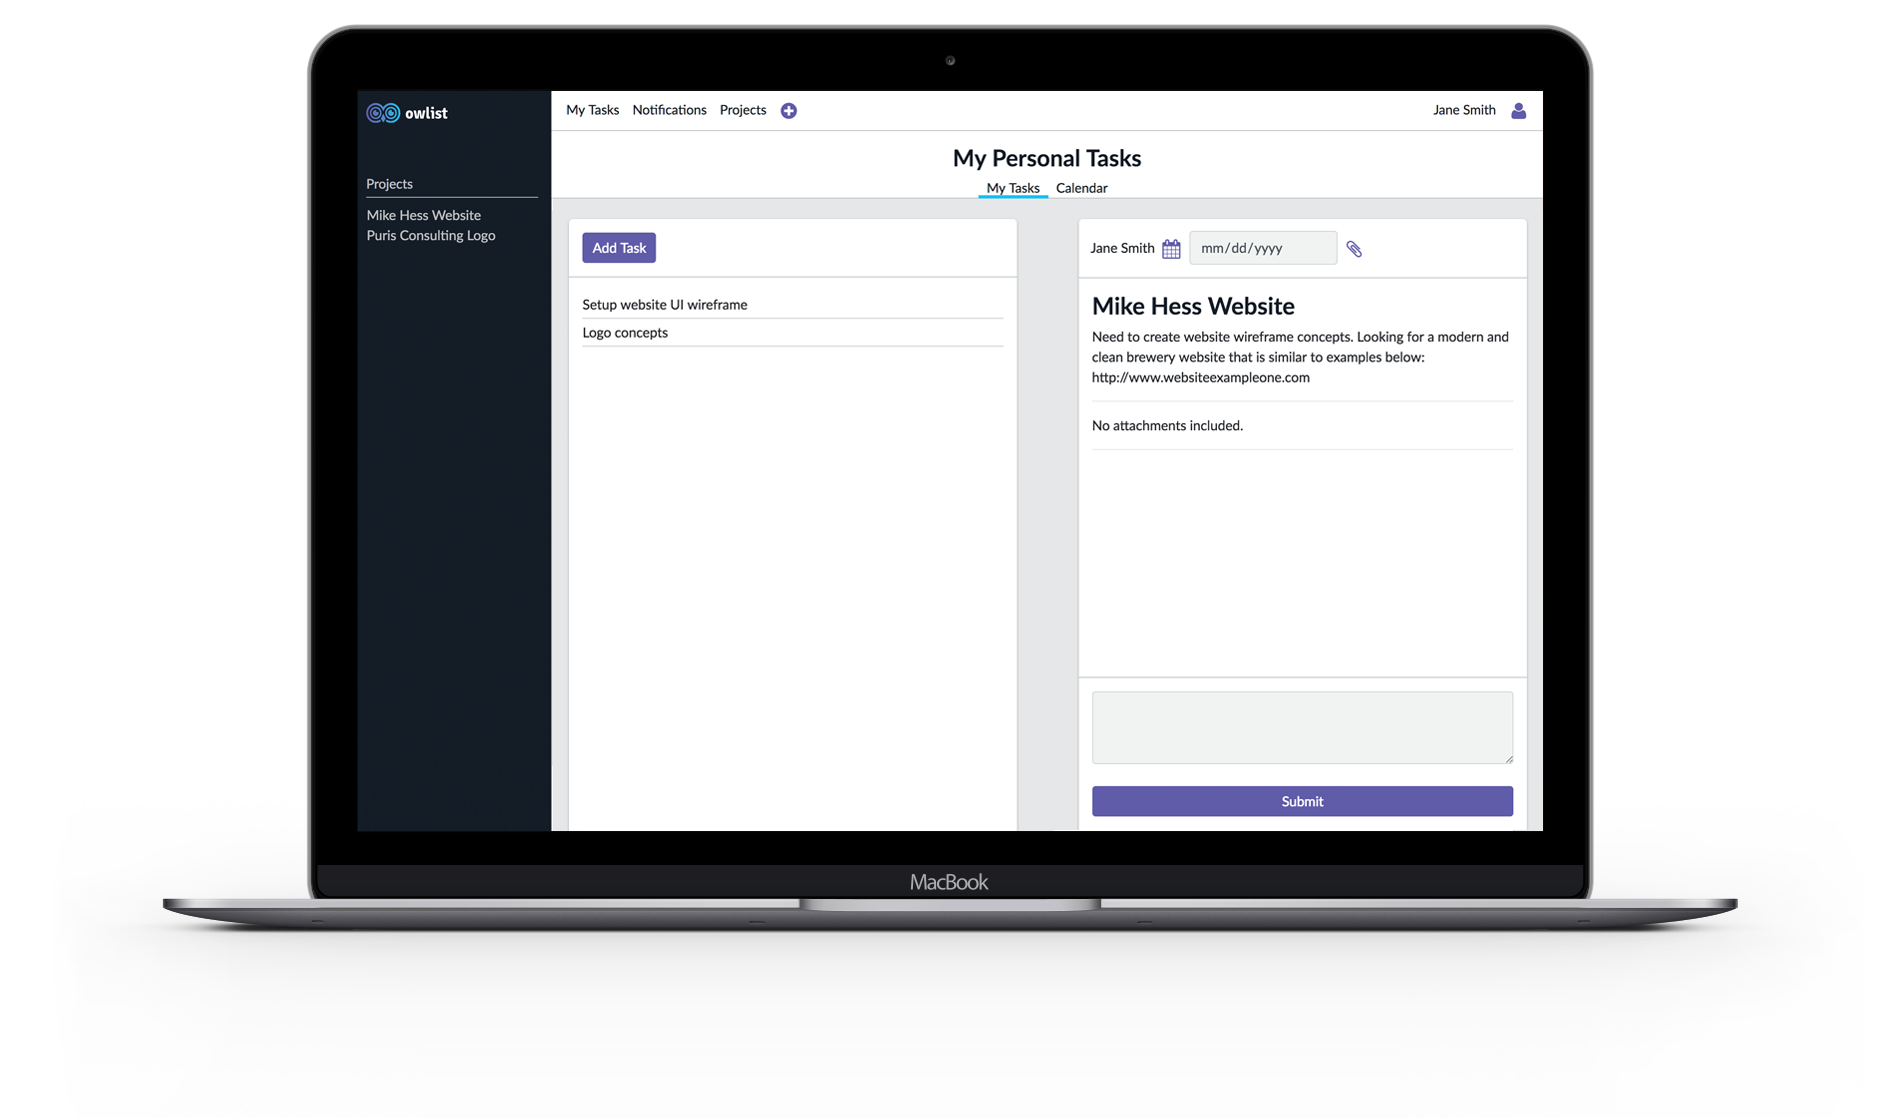 owlist
My Tasks Notifications Projects
Jane Smith
Projects
Mike Hess Website
Puris Consulting Logo
My Personal Tasks
My Tasks Calendar
Add Task
Setup website UI wireframe
Logo concepts
Jane Smith mm/dd/yyyy
Mike Hess Website
Need to create website wireframe concepts. Looking for a modern and
clean brewery website that is similar to examples below:
http://www.websiteexampleone.com
No attachments included.
Submit
MacBook